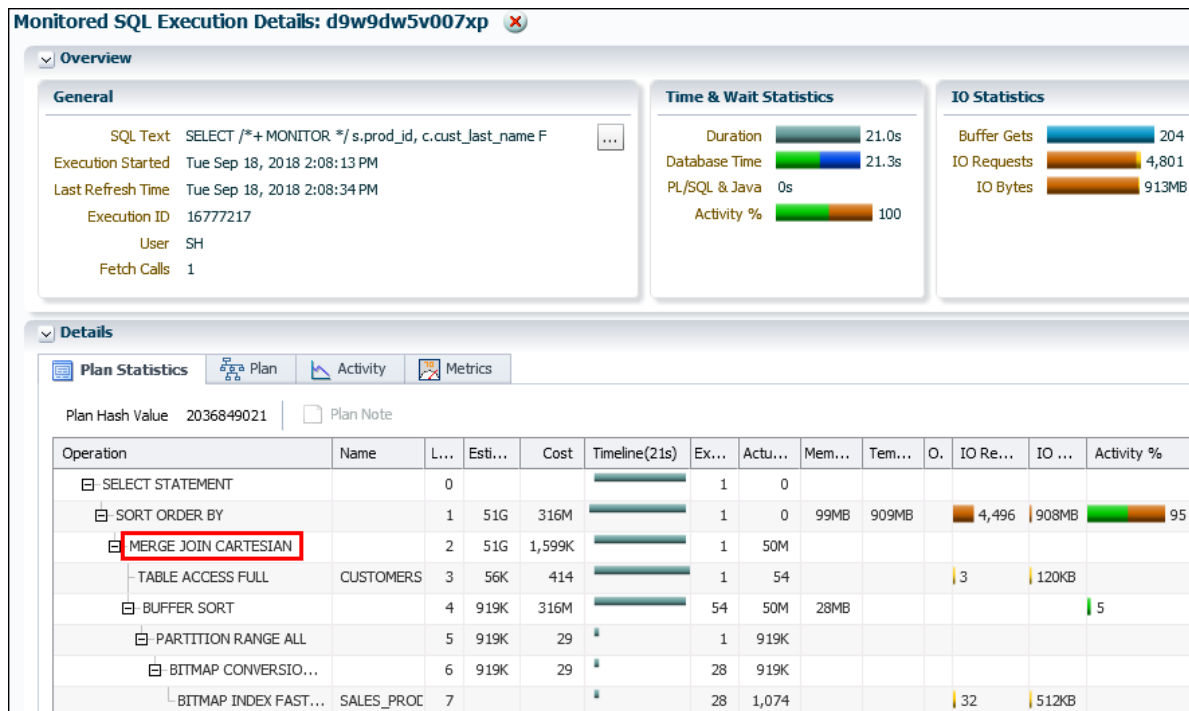 Monitored SQL Execution Details: d9w9dw5v007xp
Overview
General
SQL Text SELECT /*+ MONITOR */ s.prod_id, c.cust_last_name F ...
Execution Started Tue Sep 18, 2018 2:08:13 PM
Last Refresh Time Tue Sep 18, 2018 2:08:34 PM
Execution ID 16777217
User SH
Fetch Calls 1
Time & Wait Statistics
Duration 21.0s
Database Time 21.3s
PL/SQL & Java 0s
Activity % 100
IO Statistics
Buffer Gets 204
IO Requests 4,801
IO Bytes 913MB
Details
Plan Statistics Plan Activity Metrics
Plan Hash Value 2036849021 Plan Note
Operation Name L... Esti... Cost Timeline(21s) Ex... Actu... Mem... Tem... O. IO Re... IO ... Activity %
SELECT STATEMENT 0 1 0
SORT ORDER BY 1 51G 316M 1 0 99MB 909MB 4,496 908MB 95
MERGE JOIN CARTESIAN 2 51G 1,599K 1 50M
TABLE ACCESS FULL CUSTOMERS 3 56K 414 1 54 3 120KB
BUFFER SORT 4 919K 316M 54 50M 28MB 5
PARTITION RANGE ALL 5 919K 29 1 919K
BITMAP CONVERSIO... 6 919K 29 28 919K
BITMAP INDEX FAST... SALES_PROD 7 28 1,074 32 512KB